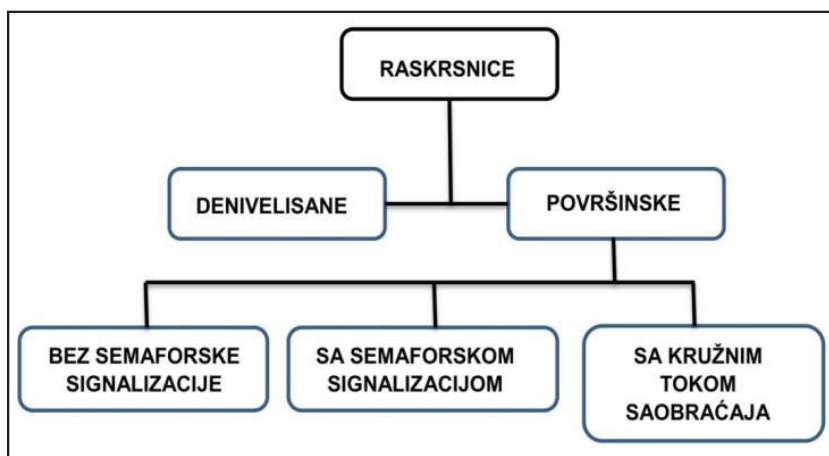 RASKRSNICE
DENIVELISANE
POVRŠINSKE
BEZ SEMAFORSKE
SIGNALIZACIJE
SA SEMAFORSKOM
SIGNALIZACIJOM
SA KRUŽNIM
TOKOM
SAOBRAĆAJA